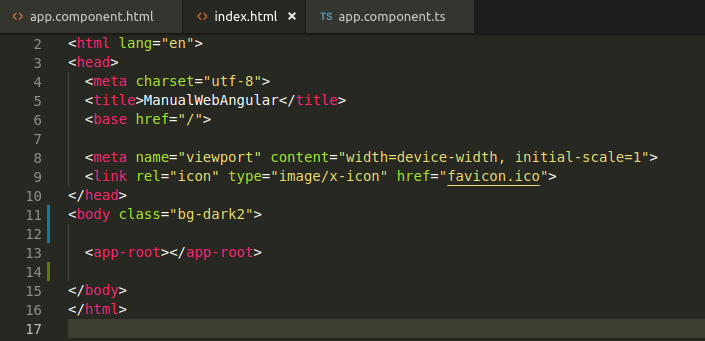 app.component.html index.html × TS app.component.ts
2 <html lang="en">
3 <head>
4   <meta charset="utf-8">
5   <title>ManualWebAngular</title>
6   <base href="/">
7
8   <meta name="viewport" content="width=device-width, initial-scale=1">
9   <link rel="icon" type="image/x-icon" href="favicon.ico">
10 </head>
11 <body class="bg-dark2">
12
13   <app-root></app-root>
14
15 </body>
16 </html>
17